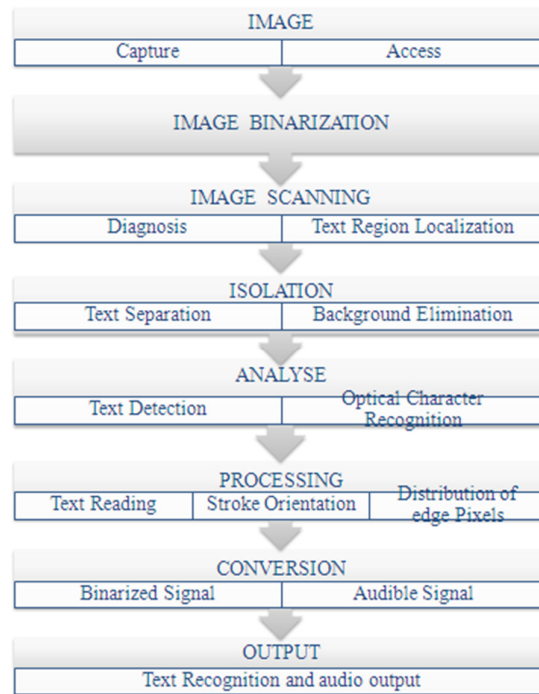 IMAGE
Capture Access
IMAGE BINARIZATION
IMAGE SCANNING
Diagnosis Text Region Localization
ISOLATION
Text Separation Background Elimination
ANALYSE
Text Detection Optical Character
Recognition
PROCESSING
Text Reading Stroke Orientation Distribution of
edge Pixels
CONVERSION
Binarized Signal Audible Signal
OUTPUT
Text Recognition and audio output